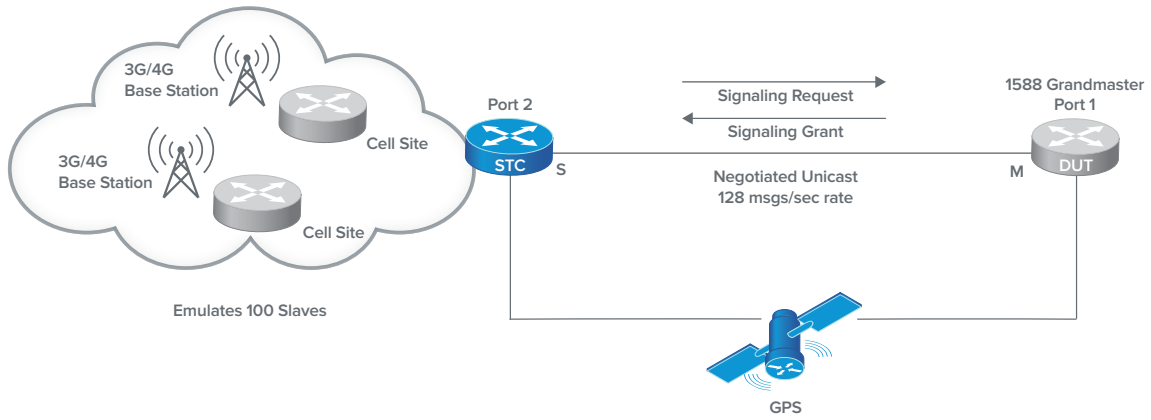 3G/4G
Base Station
Cell Site
3G/4G
Base Station
Cell Site
Emulates 100 Slaves
Port 2
STC
S
Signaling Request
Signaling Grant
Negotiated Unicast
128 msgs/sec rate
1588 Grandmaster
Port 1
DUT
M
GPS